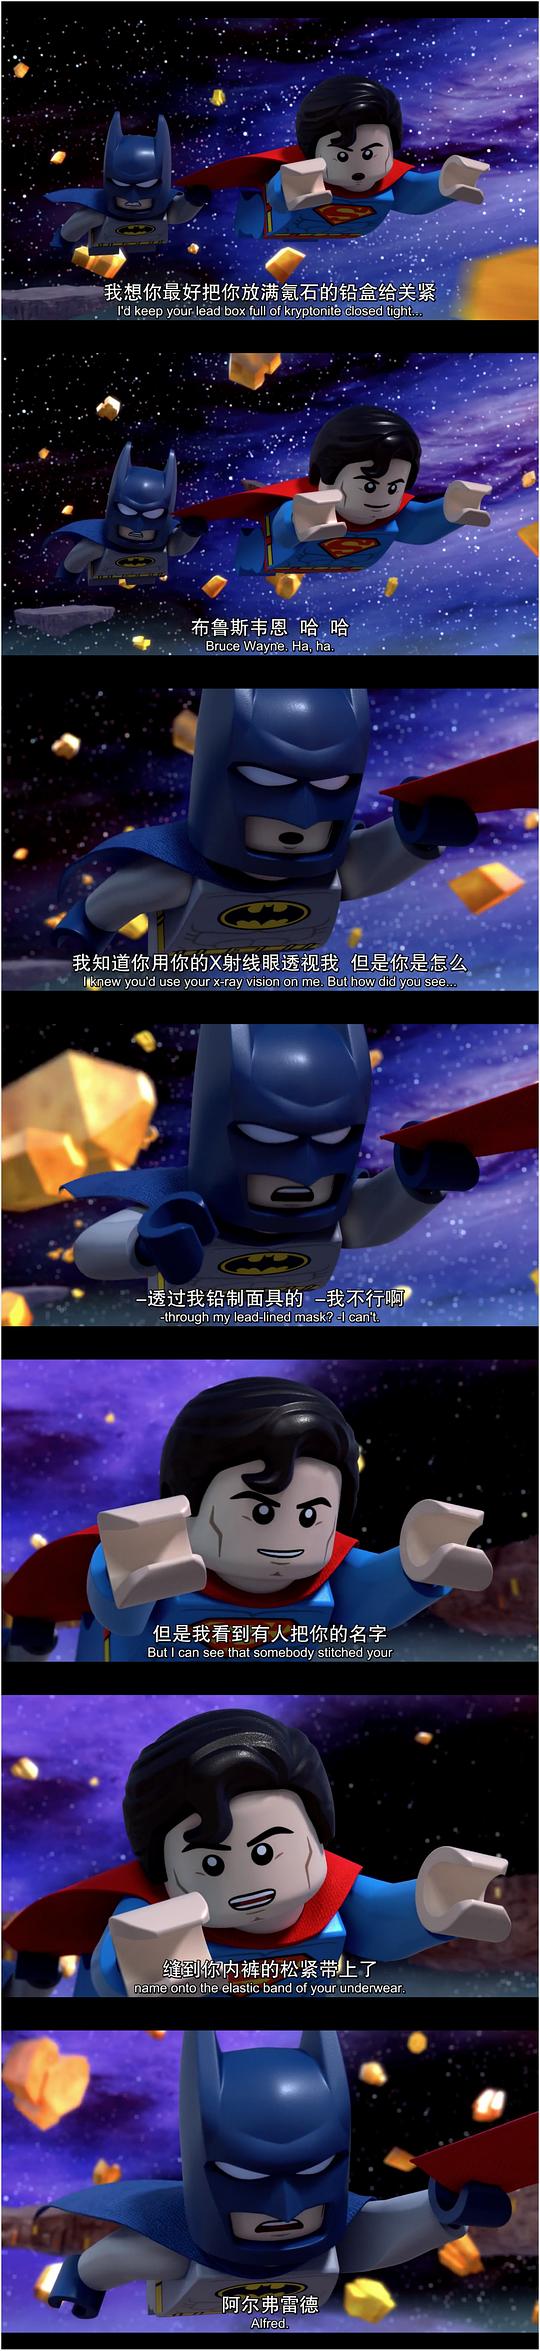 我想你最好把你放满氪石的铅盒给关紧
I'd keep your lead box full of kryptonite closed tight...
布鲁斯韦恩 哈 哈
Bruce Wayne. Ha, ha.
我知道你用你的X射线眼透视我 但是你是怎么
I knew you'd use your x-ray vision on me. But how did you see...
-透过我铅制面具的 -我不行啊
-through my lead-lined mask? -I can't.
但是我看到有人把你的名字
But I can see that somebody stitched your
缝到你内裤的松紧带上了
name onto the elastic band of your underwear.
阿尔弗雷德
Alfred.